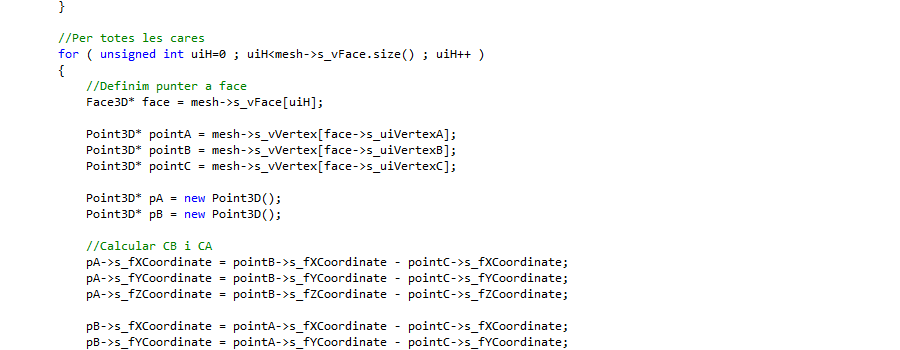 }
//Per totes les cares
for ( unsigned int uiH=0 ; uiH<mesh->s_vFace.size() ; uiH++ )
{
//Definim punter a face
Face3D* face = mesh->s_vFace[uiH];
Point3D* pointA = mesh->s_vVertex[face->s_uiVertexA];
Point3D* pointB = mesh->s_vVertex[face->s_uiVertexB];
Point3D* pointC = mesh->s_vVertex[face->s_uiVertexC];
Point3D* pA = new Point3D();
Point3D* pB = new Point3D();
//Calcular CB i CA
pA->s_fXCoordinate = pointB->s_fXCoordinate - pointC->s_fXCoordinate;
pA->s_fYCoordinate = pointB->s_fYCoordinate - pointC->s_fYCoordinate;
pA->s_fZCoordinate = pointB->s_fZCoordinate - pointC->s_fZCoordinate;
pB->s_fXCoordinate = pointA->s_fXCoordinate - pointC->s_fXCoordinate;
pB->s_fYCoordinate = pointA->s_fYCoordinate - pointC->s_fYCoordinate;